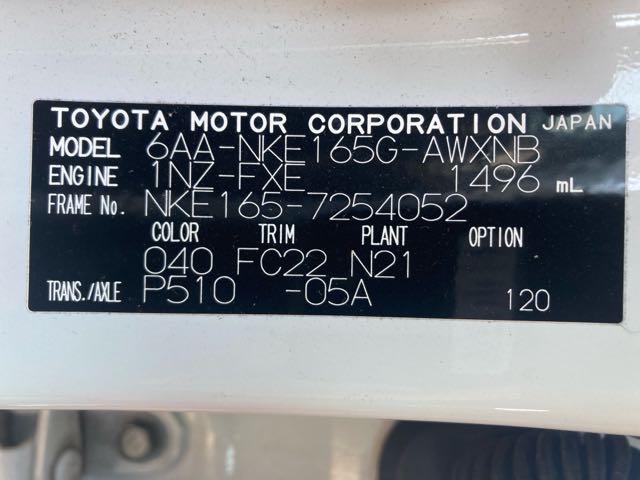 TOYOTA MOTOR CORPORATION JAPAN
MODEL 6AA-NKE165G-AWXNB
ENGINE 1NZ-FXE 1496 mL
FRAME No. NKE165-7254052
COLOR TRIM PLANT OPTION
040 FC22 N21
TRANS./AXLE P510 -05A 120